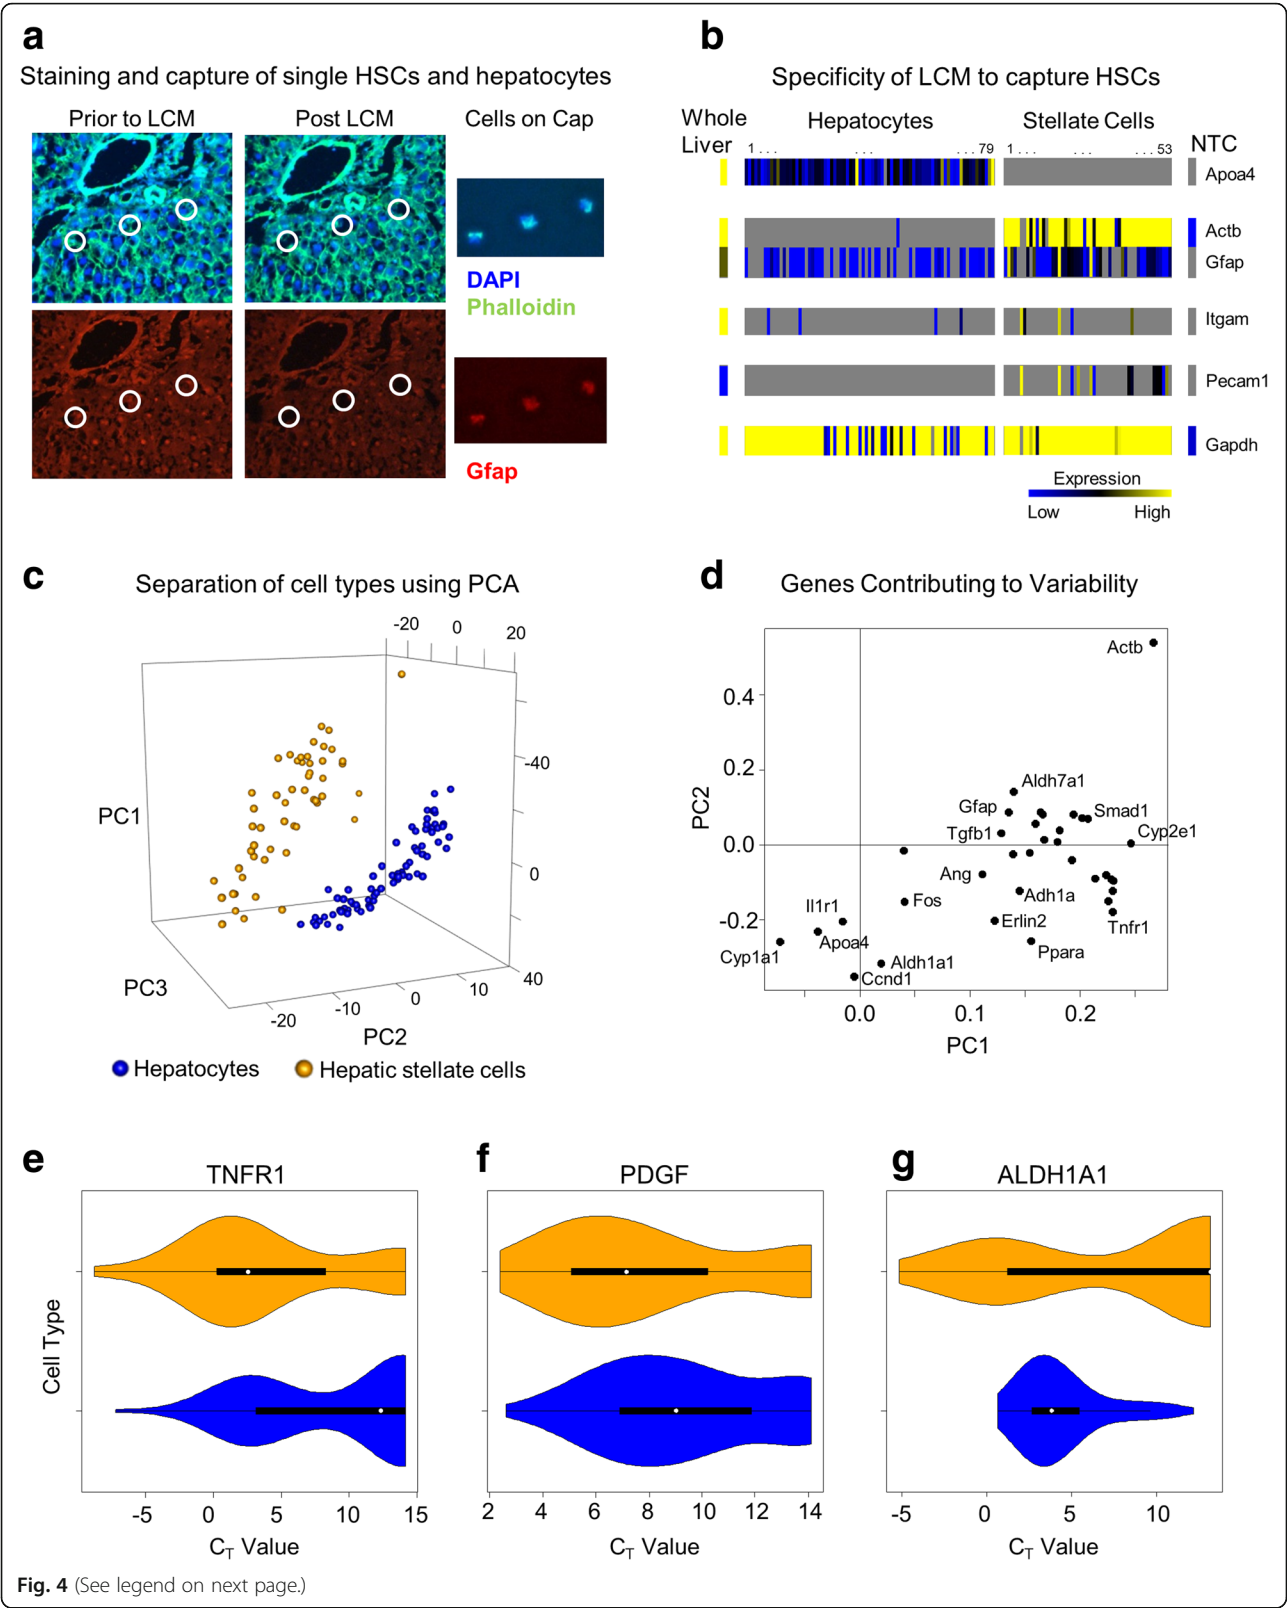 a
Staining and capture of single HSCs and hepatocytes
Prior to LCM
Post LCM
Cells on Cap
DAPI
Phalloidin
Gfap
b
Specificity of LCM to capture HSCs
Whole
Liver
Hepatocytes
Stellate Cells
NTC
1 . . .
. . .
. . . 79
1 . . .
. . .
. . . 53
Apoa4
Actb
Gfap
Itgam
Pecam1
Gapdh
Expression
Low
High
c
Separation of cell types using PCA
-20
0
20
-40
0
40
PC1
PC3
-20
-10
0
10
PC2
Hepatocytes
Hepatic stellate cells
d
Genes Contributing to Variability
PC2
0.4
0.2
0.0
-0.2
Actb
Aldh7a1
Gfap
Smad1
Tgfb1
Cyp2e1
Ang
Adh1a
Fos
Il1r1
Erlin2
Tnfr1
Apoa4
Cyp1a1
Ppara
Aldh1a1
Ccnd1
0.0
0.1
0.2
PC1
e
TNFR1
Cell Type
-5
0
5
10
15
CT Value
f
PDGF
2
4
6
8
10
12
14
CT Value
g
ALDH1A1
-5
0
5
10
CT Value
Fig. 4 (See legend on next page.)